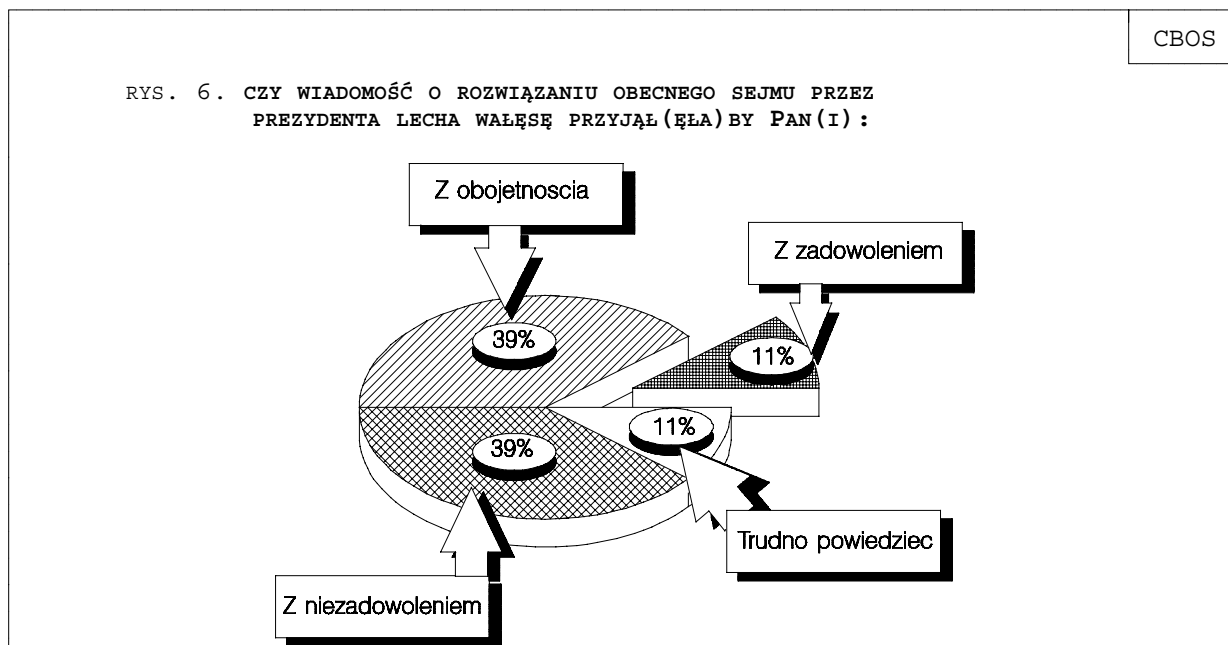 CBOS
RYS. 6. CZY WIADOMOŚĆ O ROZWIĄZANIU OBECNEGO SEJMU PRZEZ
PREZYDENTA LECHA WAŁĘSĘ PRZYJĄŁ(ĘŁA)BY PAN(I):
Z obojetnoscia
Z zadowoleniem
39%
11%
11%
39%
Trudno powiedziec
Z niezadowoleniem